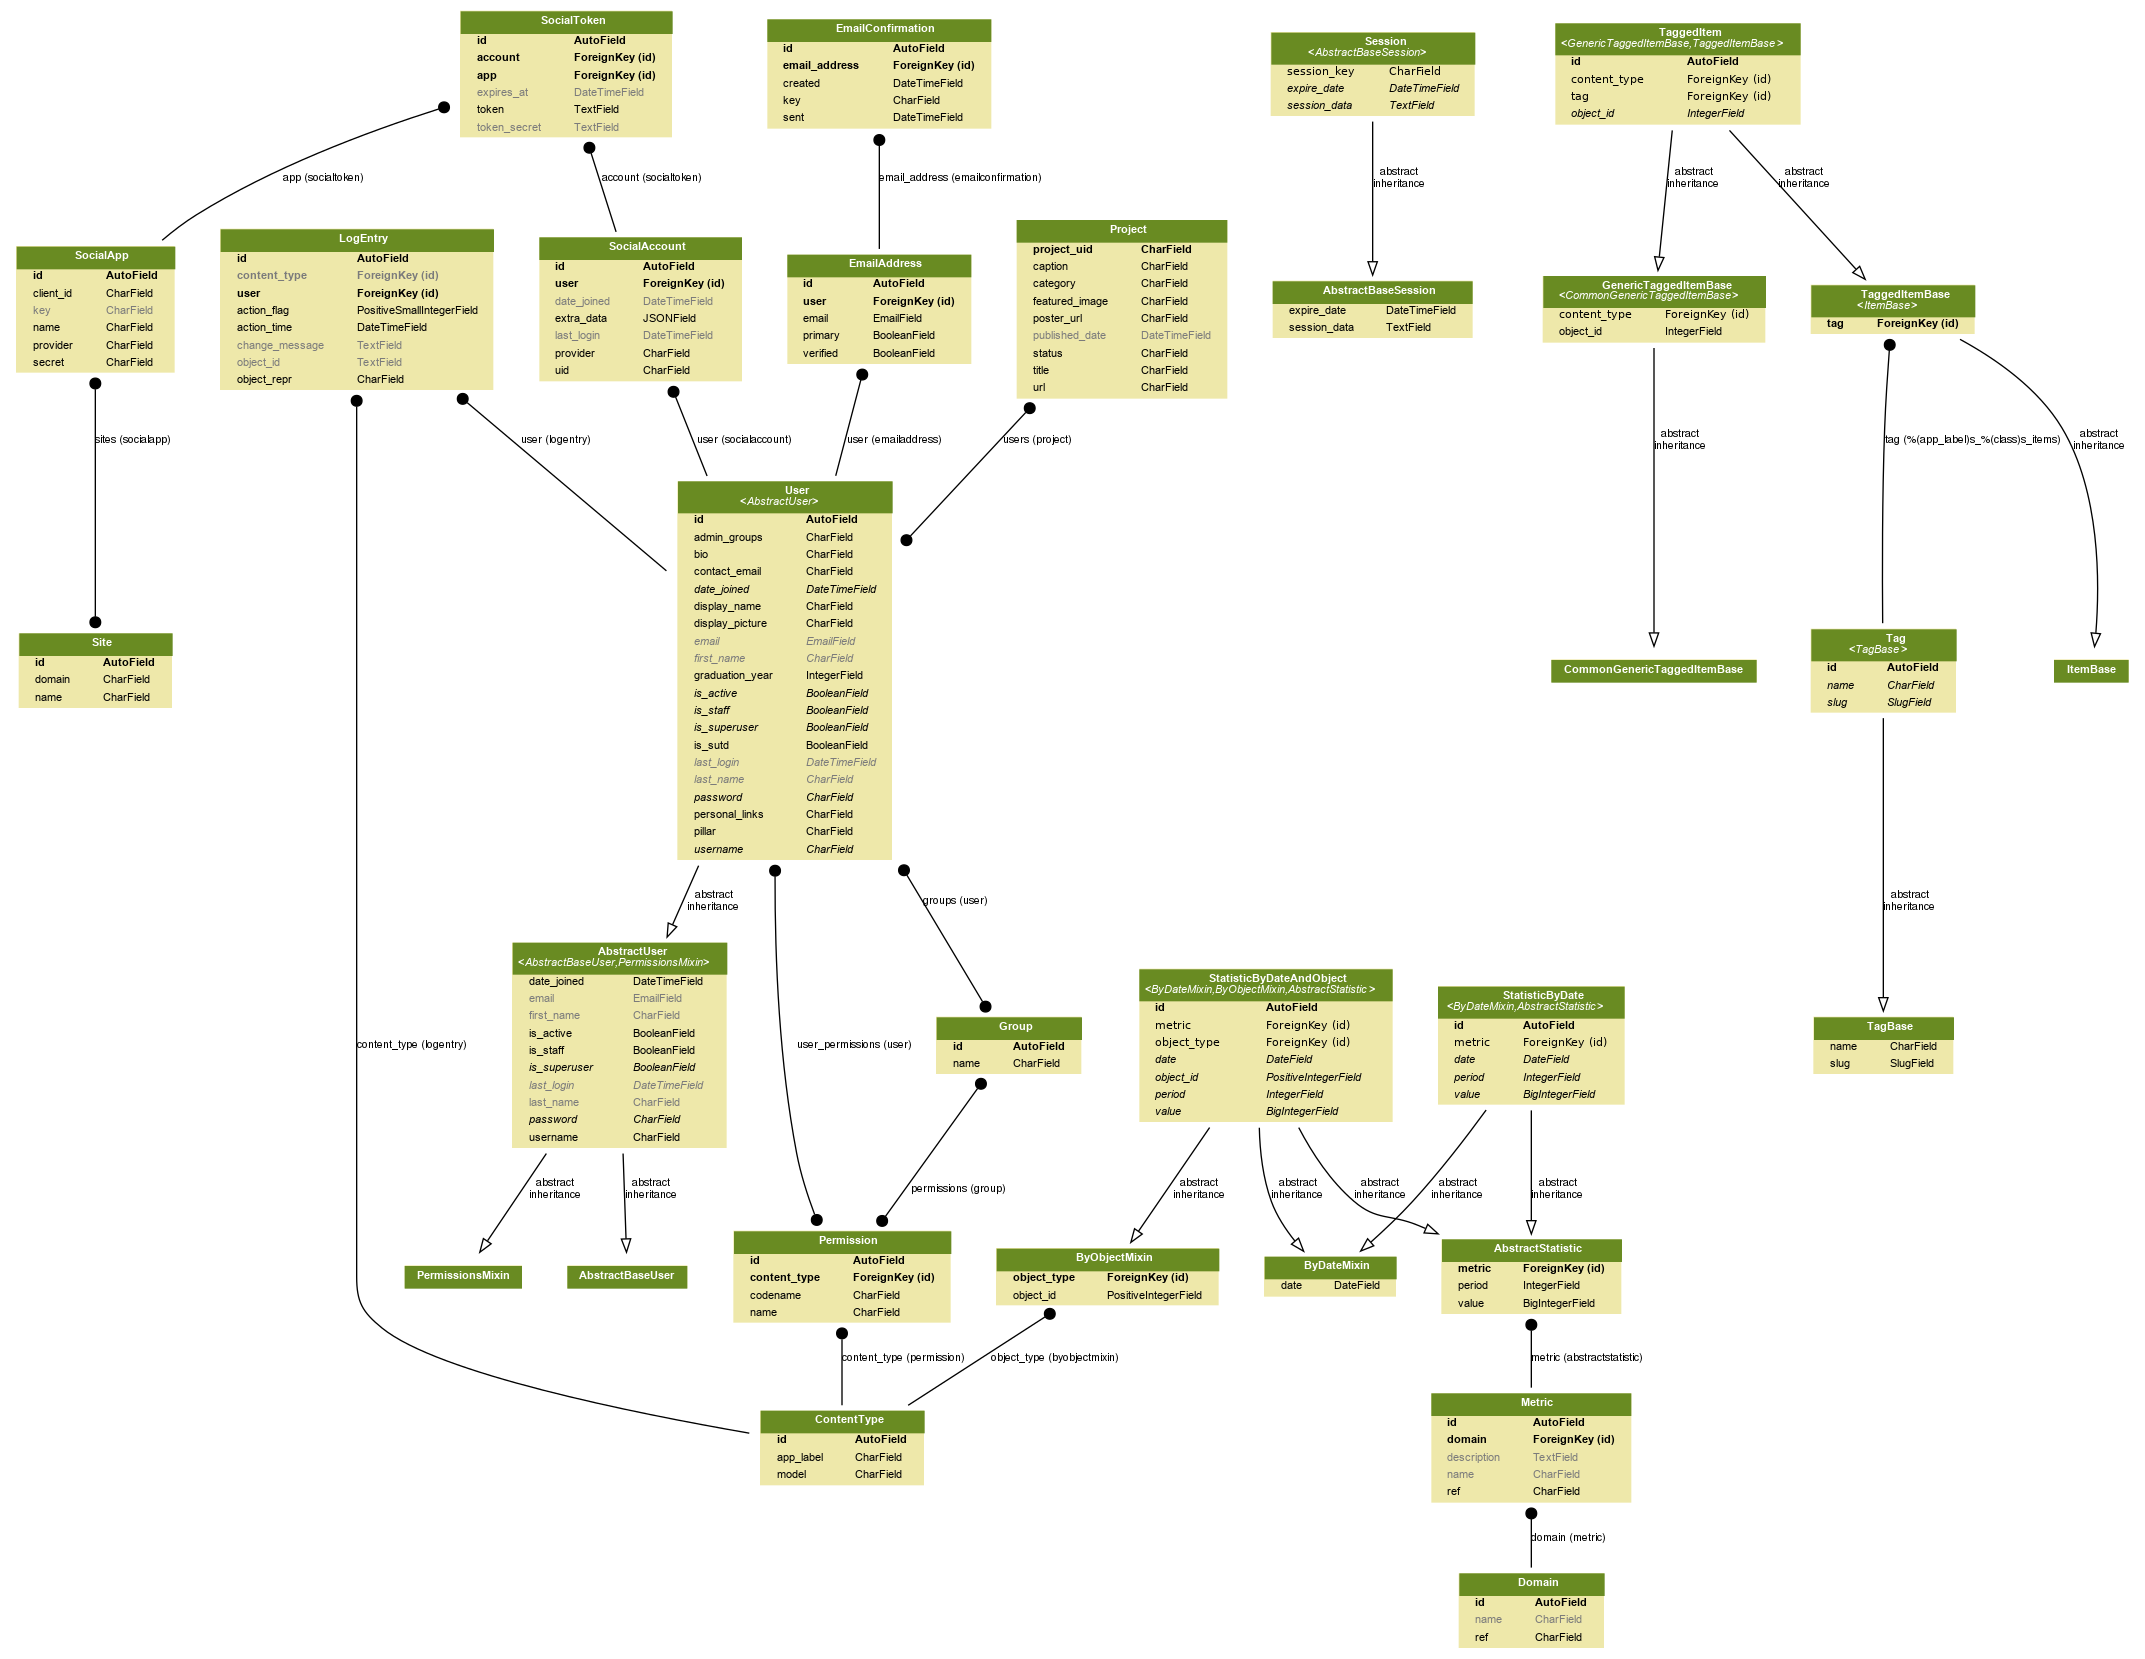 SocialToken
id AutoField
account ForeignKey (id)
app ForeignKey (id)
expires_at DateTimeField
token TextField
token_secret TextField
EmailConfirmation
id AutoField
email_address ForeignKey (id)
created DateTimeField
key CharField
sent DateTimeField
Session
<AbstractBaseSession>
session_key CharField
expire_date DateTimeField
session_data TextField
TaggedItem
<GenericTaggedItemBase,TaggedItemBase>
id AutoField
content_type ForeignKey (id)
tag ForeignKey (id)
object_id IntegerField
app (socialtoken)
account (socialtoken)
email_address (emailconfirmation)
abstract
inheritance
abstract
inheritance
abstract
inheritance
SocialApp
id AutoField
client_id CharField
key CharField
name CharField
provider CharField
secret CharField
LogEntry
id AutoField
content_type ForeignKey (id)
user ForeignKey (id)
action_flag PositiveSmallIntegerField
action_time DateTimeField
change_message TextField
object_id TextField
object_repr CharField
SocialAccount
id AutoField
user ForeignKey (id)
date_joined DateTimeField
extra_data JSONField
last_login DateTimeField
provider CharField
uid CharField
EmailAddress
id AutoField
user ForeignKey (id)
email EmailField
primary BooleanField
verified BooleanField
Project
project_uid CharField
caption CharField
category CharField
featured_image CharField
poster_url CharField
published_date DateTimeField
status CharField
title CharField
url CharField
AbstractBaseSession
expire_date DateTimeField
session_data TextField
GenericTaggedItemBase
<CommonGenericTaggedItemBase>
content_type ForeignKey (id)
object_id IntegerField
TaggedItemBase
<ItemBase>
tag ForeignKey (id)
sites (socialapp)
user (logentry)
user (socialaccount)
user (emailaddress)
users (project)
abstract
inheritance
tag (%(app_label)s_%(class)s_items)
abstract
inheritance
Site
id AutoField
domain CharField
name CharField
User
<AbstractUser>
id AutoField
admin_groups CharField
bio CharField
contact_email CharField
date_joined DateTimeField
display_name CharField
display_picture CharField
email EmailField
first_name CharField
graduation_year IntegerField
is_active BooleanField
is_staff BooleanField
is_superuser BooleanField
is_sutd BooleanField
last_login DateTimeField
last_name CharField
password CharField
personal_links CharField
pillar CharField
username CharField
CommonGenericTaggedItemBase
Tag
<TagBase>
id AutoField
name CharField
slug SlugField
ItemBase
abstract
inheritance
groups (user)
abstract
inheritance
AbstractUser
<AbstractBaseUser,PermissionsMixin>
date_joined DateTimeField
email EmailField
first_name CharField
is_active BooleanField
is_staff BooleanField
is_superuser BooleanField
last_login DateTimeField
last_name CharField
password CharField
username CharField
content_type (logentry)
user_permissions (user)
Group
id AutoField
name CharField
StatisticByDateAndObject
<ByDateMixin,ByObjectMixin,AbstractStatistic>
id AutoField
metric ForeignKey (id)
object_type ForeignKey (id)
date DateField
object_id PositiveIntegerField
period IntegerField
value BigIntegerField
StatisticByDate
<ByDateMixin,AbstractStatistic>
id AutoField
metric ForeignKey (id)
date DateField
period IntegerField
value BigIntegerField
TagBase
name CharField
slug SlugField
abstract
inheritance
abstract
inheritance
permissions (group)
abstract
inheritance
abstract
inheritance
abstract
inheritance
abstract
inheritance
abstract
inheritance
PermissionsMixin
AbstractBaseUser
Permission
id AutoField
content_type ForeignKey (id)
codename CharField
name CharField
ByObjectMixin
object_type ForeignKey (id)
object_id PositiveIntegerField
ByDateMixin
date DateField
AbstractStatistic
metric ForeignKey (id)
period IntegerField
value BigIntegerField
content_type (permission)
object_type (byobjectmixin)
metric (abstractstatistic)
ContentType
id AutoField
app_label CharField
model CharField
Metric
id AutoField
domain ForeignKey (id)
description TextField
name CharField
ref CharField
domain (metric)
Domain
id AutoField
name CharField
ref CharField